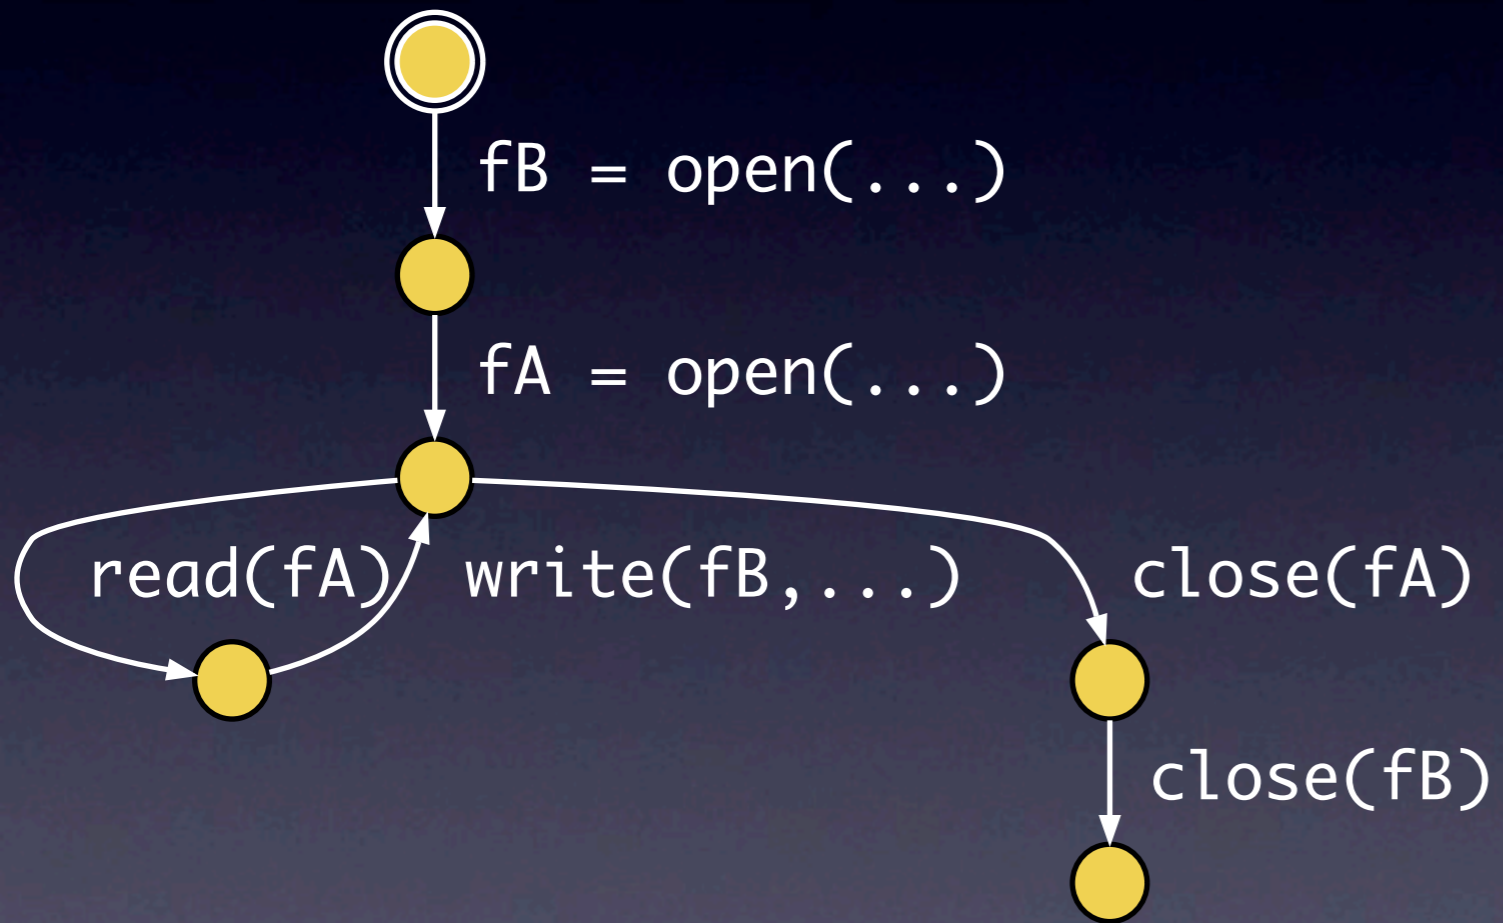 fB = open(...)
fA = open(...)
read(fA)
write(fB,...)
close(fA)
close(fB)